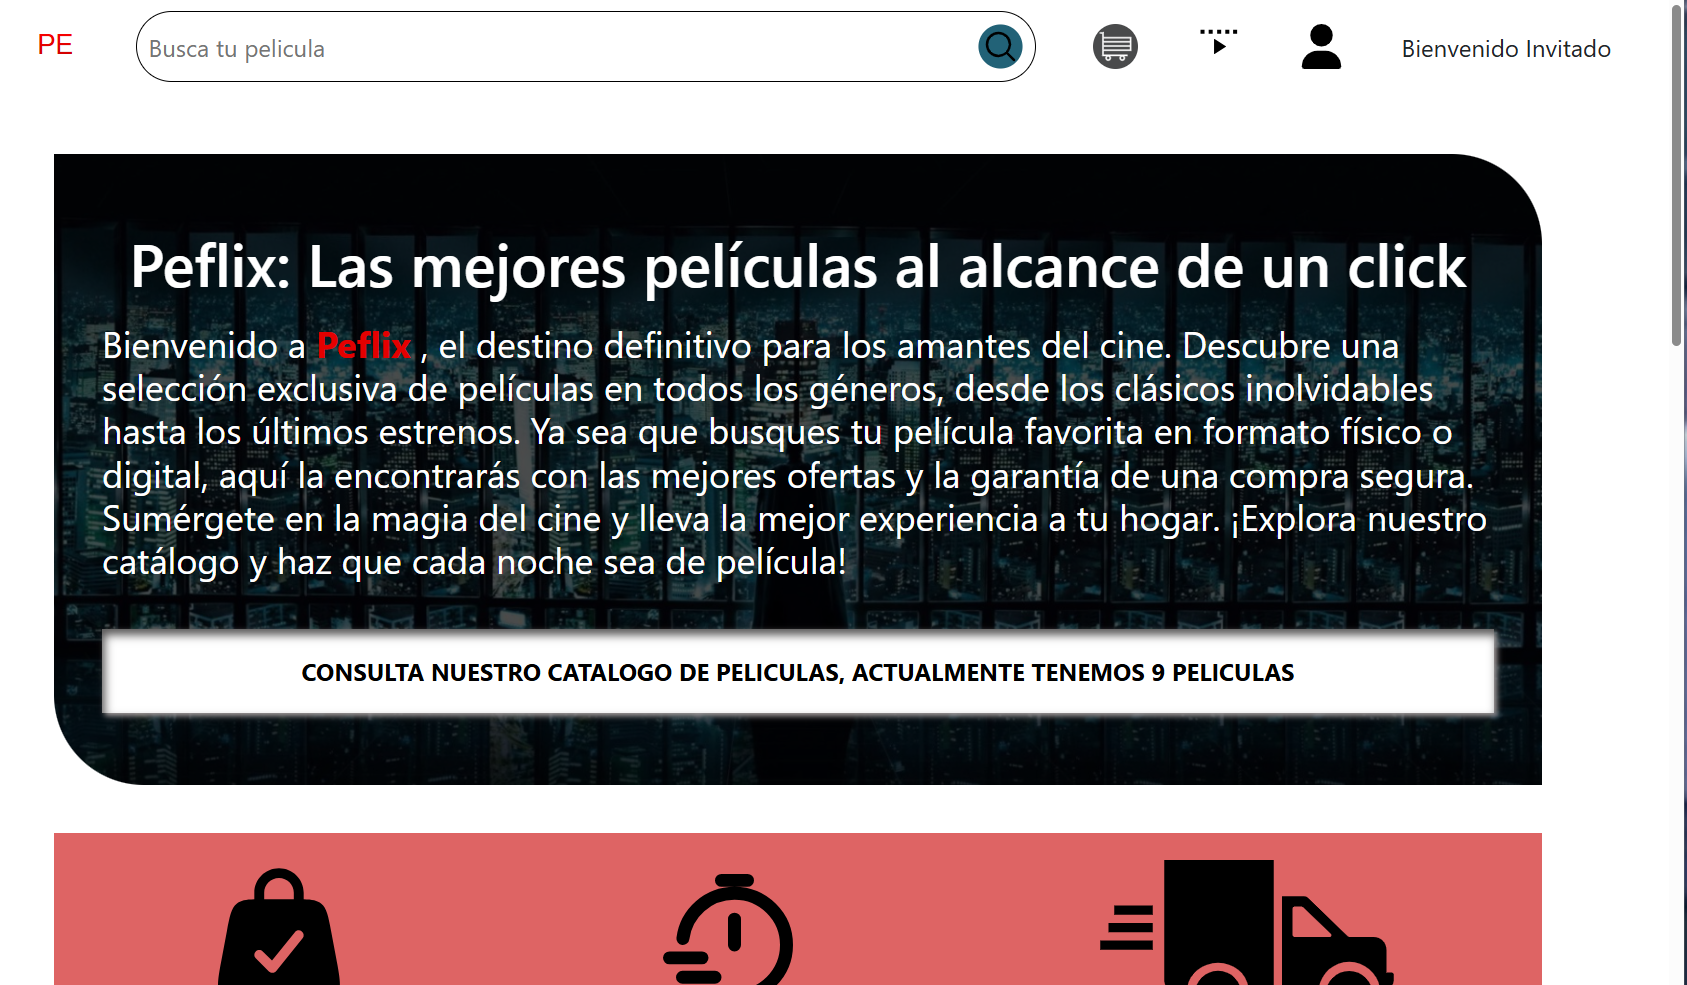 PE
Busca tu pelicula
Bienvenido Invitado
Peflix: Las mejores películas al alcance de un click
Bienvenido a Peflix , el destino definitivo para los amantes del cine. Descubre una
selección exclusiva de películas en todos los géneros, desde los clásicos inolvidables
hasta los últimos estrenos. Ya sea que busques tu película favorita en formato físico o
digital, aquí la encontrarás con las mejores ofertas y la garantía de una compra segura.
Sumérgete en la magia del cine y lleva la mejor experiencia a tu hogar. ¡Explora nuestro
catálogo y haz que cada noche sea de película!
CONSULTA NUESTRO CATALOGO DE PELICULAS, ACTUALMENTE TENEMOS 9 PELICULAS